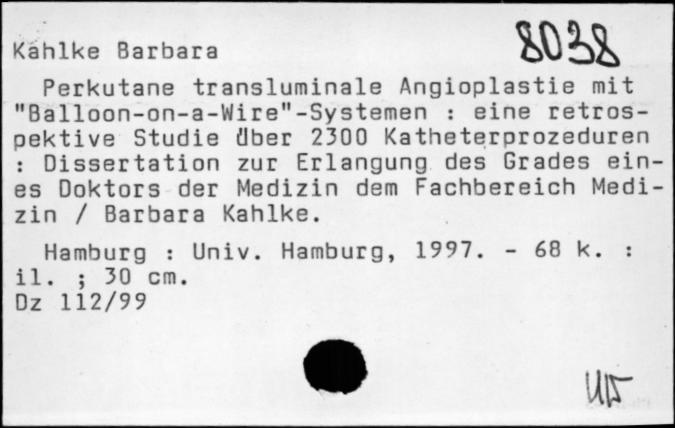 8038
Kahlke Barbara
Perkutane transluminale Angioplastie mit
"Balloon-on-a-Wire"-Systemen : eine retros-
pektive Studie über 2300 Katheterprozeduren
: Dissertation zur Erlangung des Grades ein-
es Doktors der Medizin dem Fachbereich Medi-
zin / Barbara Kahlke.
Hamburg : Univ. Hamburg, 1997. - 68 k. :
il. ; 30 cm.
Dz 112/99